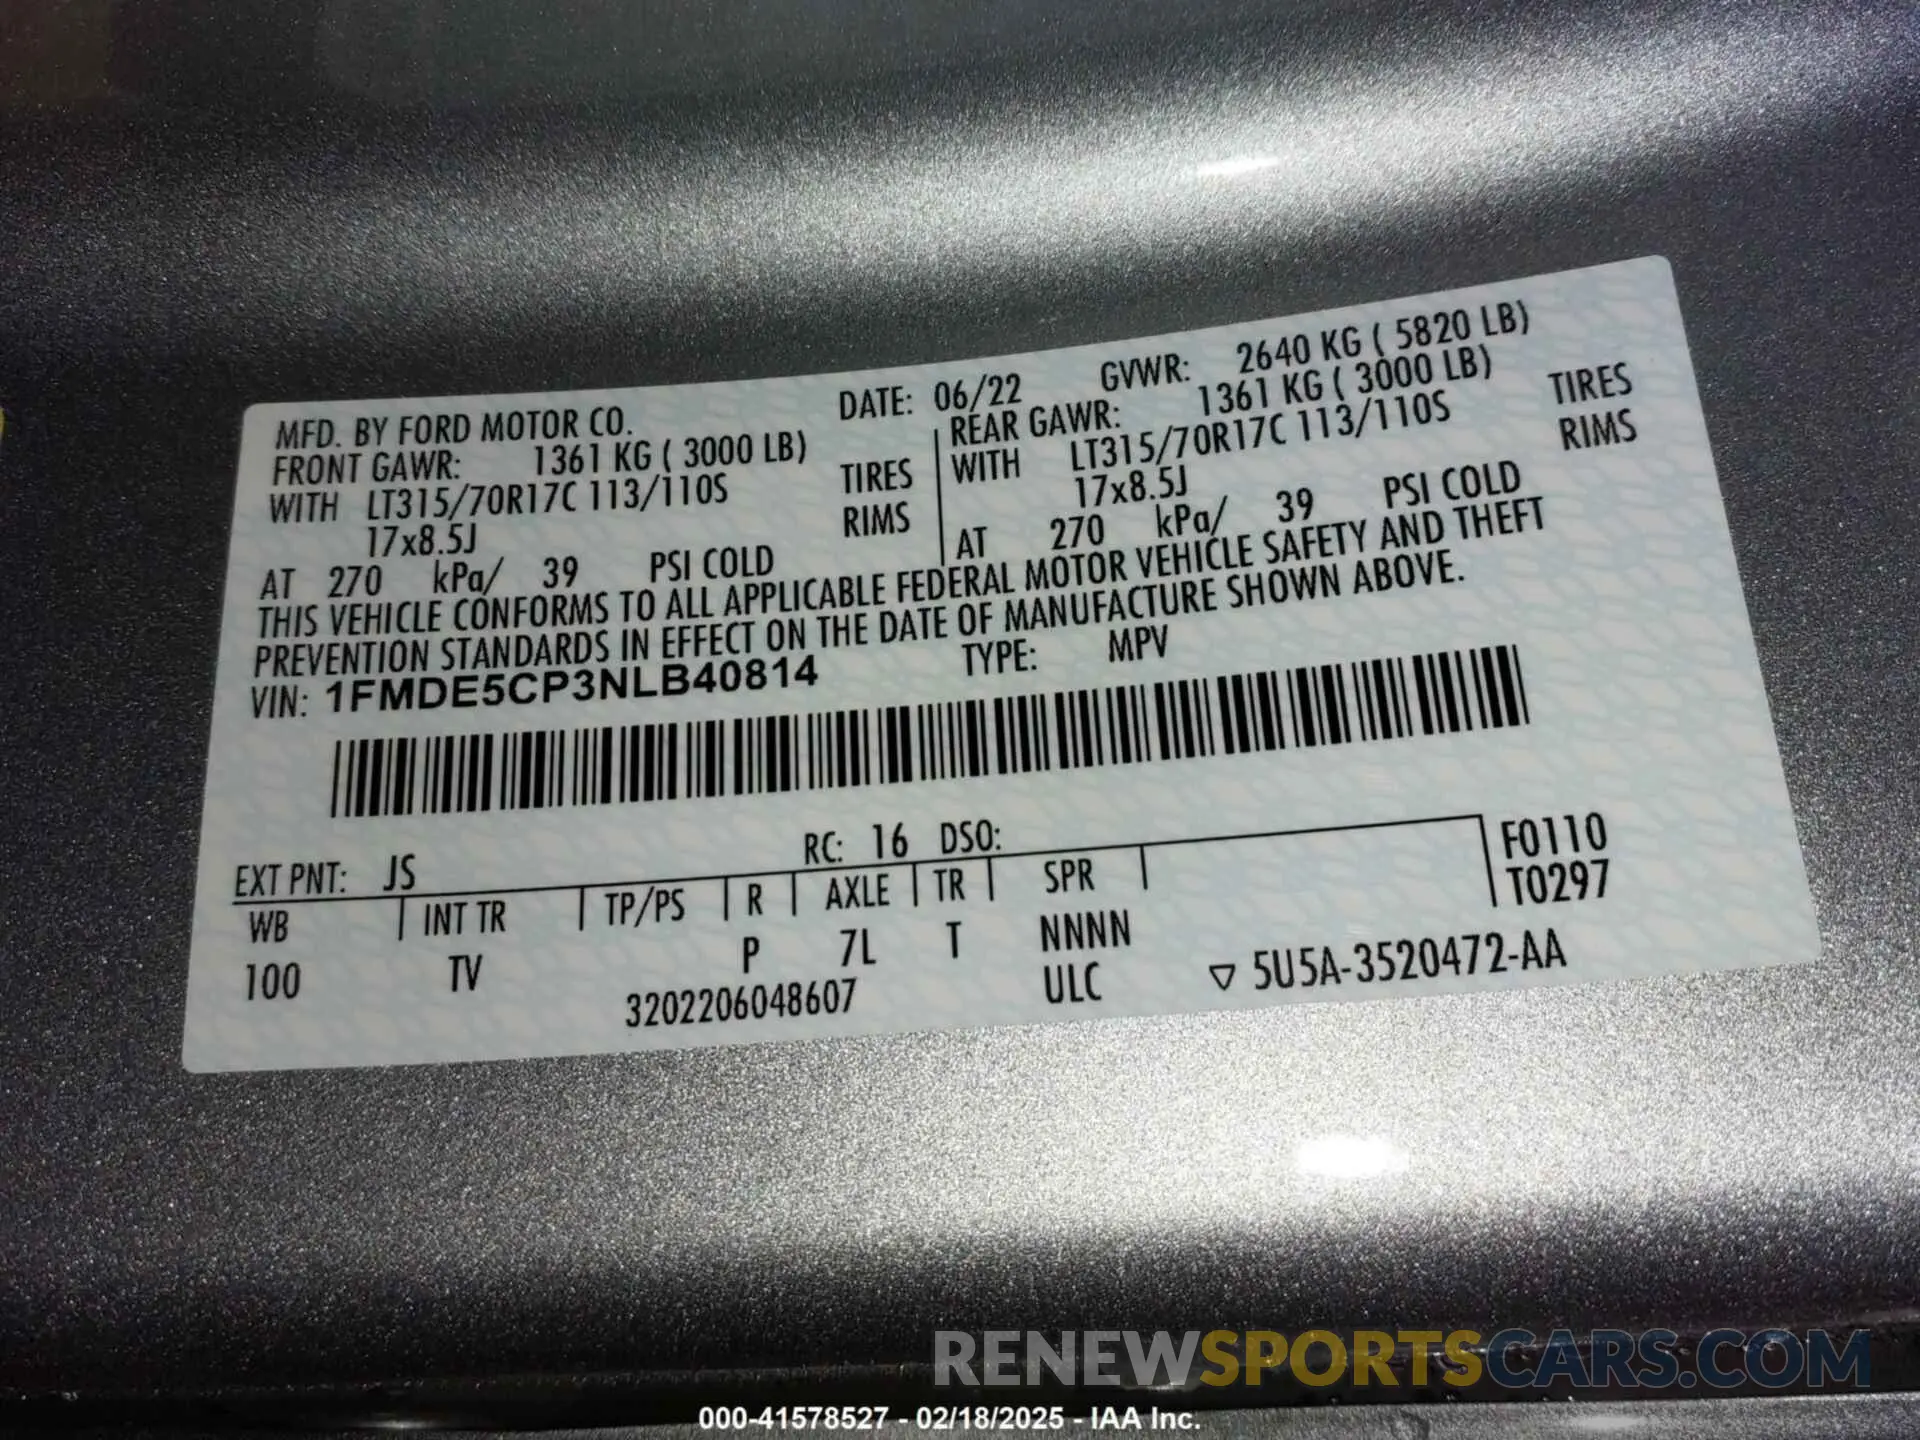 MFD. BY FORD MOTOR CO. DATE: 06/22 GVWR: 2640 KG ( 5820 LB)
FRONT GAWR: 1361 KG ( 3000 LB) REAR GAWR: 1361 KG ( 3000 LB)
WITH LT315/70R17C 113/110S TIRES WITH LT315/70R17C 113/110S TIRES
17x8.5J RIMS 17x8.5J RIMS
AT 270 kPa/ 39 PSI COLD AT 270 kPa/ 39 PSI COLD
THIS VEHICLE CONFORMS TO ALL APPLICABLE FEDERAL MOTOR VEHICLE SAFETY AND THEFT
PREVENTION STANDARDS IN EFFECT ON THE DATE OF MANUFACTURE SHOWN ABOVE.
VIN: 1FMDE5CP3NLB40814 TYPE: MPV
EXT PNT: JS RC: 16 DSO: F0110
WB INT TR TP/PS R AXLE TR SPR T0297
100 TV P 7L T NNNN
3202206048607 ULC ▽ 5U5A-3520472-AA
RENEWSPORTSCARS.COM
000-41578527 - 02/18/2025 - IAA Inc.